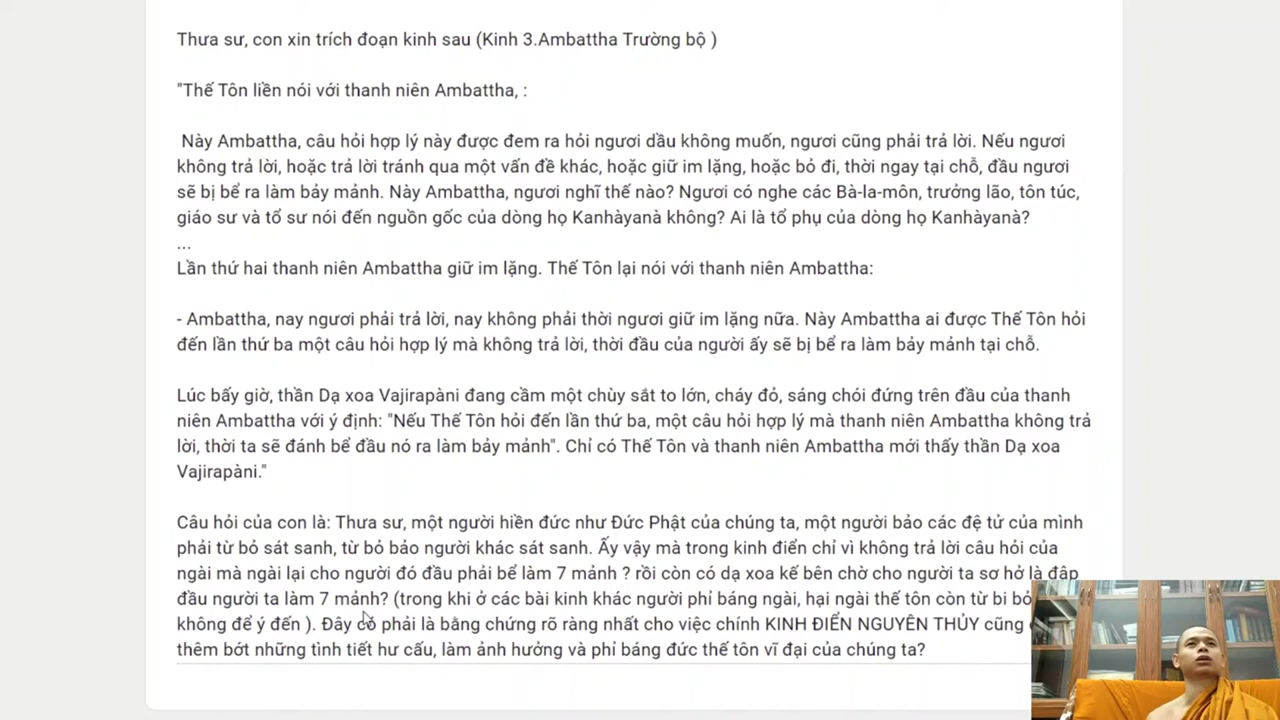 Thưa sư, con xin trích đoạn kinh sau (Kinh 3.Ambattha Trường bộ )
"Thế Tôn liền nói với thanh niên Ambattha, :
Này Ambattha, câu hỏi hợp lý này được đem ra hỏi ngươi dầu không muốn, ngươi cũng phải trả lời. Nếu ngươi
không trả lời, hoặc trả lời tránh qua một vấn đề khác, hoặc giữ im lặng, hoặc bỏ đi, thời ngay tại chỗ, đầu ngươi
sẽ bị bể ra làm bảy mảnh. Này Ambattha, ngươi nghĩ thế nào? Ngươi có nghe các Bà-la-môn, trưởng lão, tôn túc,
giáo sư và tổ sư nói đến nguồn gốc của dòng họ Kanhàyanà không? Ai là tổ phụ của dòng họ Kanhàyanà?
...
Lần thứ hai thanh niên Ambattha giữ im lặng. Thế Tôn lại nói với thanh niên Ambattha:
- Ambattha, nay ngươi phải trả lời, nay không phải thời ngươi giữ im lặng nữa. Này Ambattha ai được Thế Tôn hỏi
đến lần thứ ba một câu hỏi hợp lý mà không trả lời, thời đầu của người ấy sẽ bị bể ra làm bảy mảnh tại chỗ.
Lúc bấy giờ, thần Dạ xoa Vajirapàni đang cầm một chùy sắt to lớn, cháy đỏ, sáng chói đứng trên đầu của thanh
niên Ambattha với ý định: "Nếu Thế Tôn hỏi đến lần thứ ba, một câu hỏi hợp lý mà thanh niên Ambattha không trả
lời, thời ta sẽ đánh bể đầu nó ra làm bảy mảnh". Chỉ có Thế Tôn và thanh niên Ambattha mới thấy thần Dạ xoa
Vajirapàni."
Câu hỏi của con là: Thưa sư, một người hiền đức như Đức Phật của chúng ta, một người bảo các đệ tử của mình
phải từ bỏ sát sanh, từ bỏ bảo người khác sát sanh. Ấy vậy mà trong kinh điển chỉ vì không trả lời câu hỏi của
ngài mà ngài lại cho người đó đầu phải bể làm 7 mảnh ? rồi còn có dạ xoa kế bên chờ cho người ta sơ hở là đập
đầu người ta làm 7 mảnh? (trong khi ở các bài kinh khác người phỉ báng ngài, hại ngài thế tôn còn từ bi
không để ý đến ). Đây có phải là bằng chứng rõ ràng nhất cho việc chính KINH ĐIỂN NGUYÊN THỦY cũng
thêm bớt những tình tiết hư cấu, làm ảnh hưởng và phỉ báng đức thế tôn vĩ đại của chúng ta?